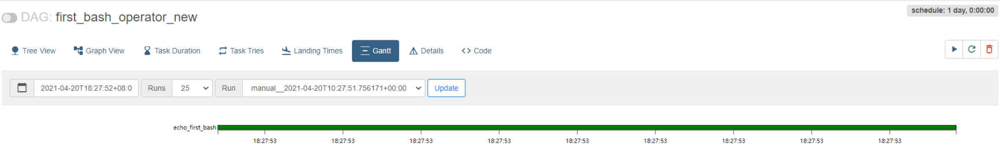 schedule: 1 day, 0:00:00
DAG: first_bash_operator_new
Tree View Graph View Task Duration Task Tries Landing Times Gantt Details <> Code
2021-04-20T18:27:52+08:0 Runs 25 Run manual__2021-04-20T10:27:51.756171+00:00 Update
echo_first_bash
18:27:53 18:27:53 18:27:53 18:27:53 18:27:53 18:27:53 18:27:53 18:27:53 18:27:53